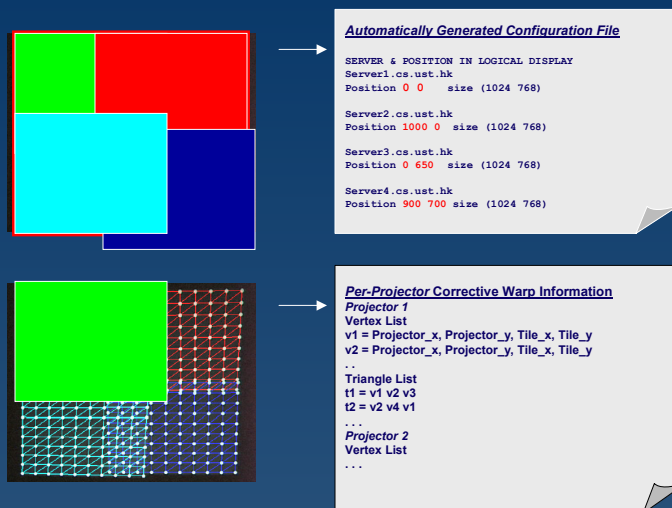 Automatically Generated Configuration File
SERVER & POSITION IN LOGICAL DISPLAY
Server1.cs.ust.hk
Position 0 0 size (1024 768)
Server2.cs.ust.hk
Position 1000 0 size (1024 768)
Server3.cs.ust.hk
Position 0 650 size (1024 768)
Server4.cs.ust.hk
Position 900 700 size (1024 768)
Per-Projector Corrective Warp Information
Projector 1
Vertex List
v1 = Projector_x, Projector_y, Tile_x, Tile_y
v2 = Projector_x, Projector_y, Tile_x, Tile_y
. .
Triangle List
t1 = v1 v2 v3
t2 = v2 v4 v1
. . .
Projector 2
Vertex List
. . .